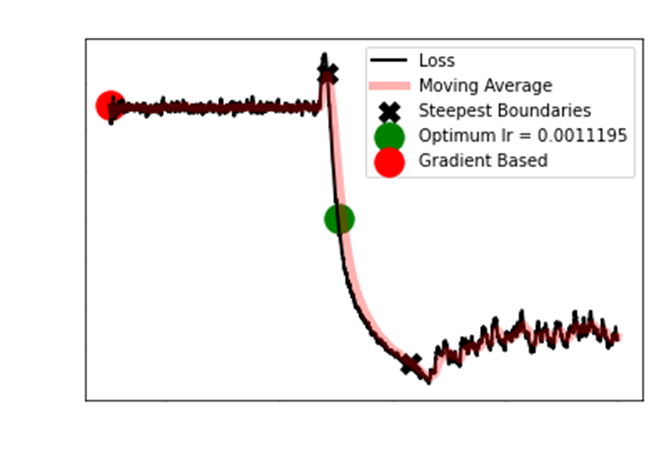 Loss
Moving Average
Steepest Boundaries
Optimum lr = 0.0011195
Gradient Based